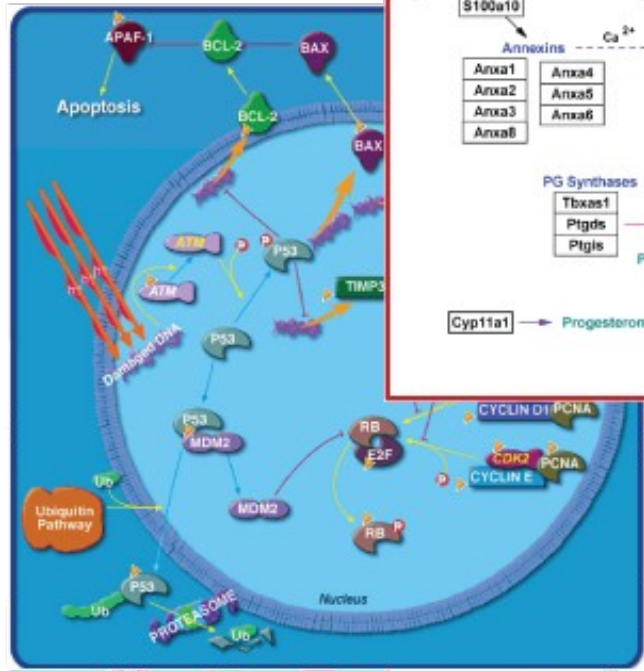 S100a10
Ca 2+
Annexins
Anxa1
Anxa2
Anxa3
Anxa8
Anxa4
Anxa5
Anxa6
PG Synthases
Tbxas1
Ptgds
Ptgis
P
Cyp11a1
Progesteron
APAF-1
BCL-2
BAX
Apoptosis
BCL-2
BAX
ATM
P
P
P53
ATM
TIMP3
Damaged DNA
P53
P53
MDM2
RB
E2F
CYCLIN D1
PCNA
CDK2
PCNA
P
CYCLIN E
Ub
Ubiquitin
Pathway
MDM2
RB
P
P53
Ub
PROTEASOME
Ub
Nucleus